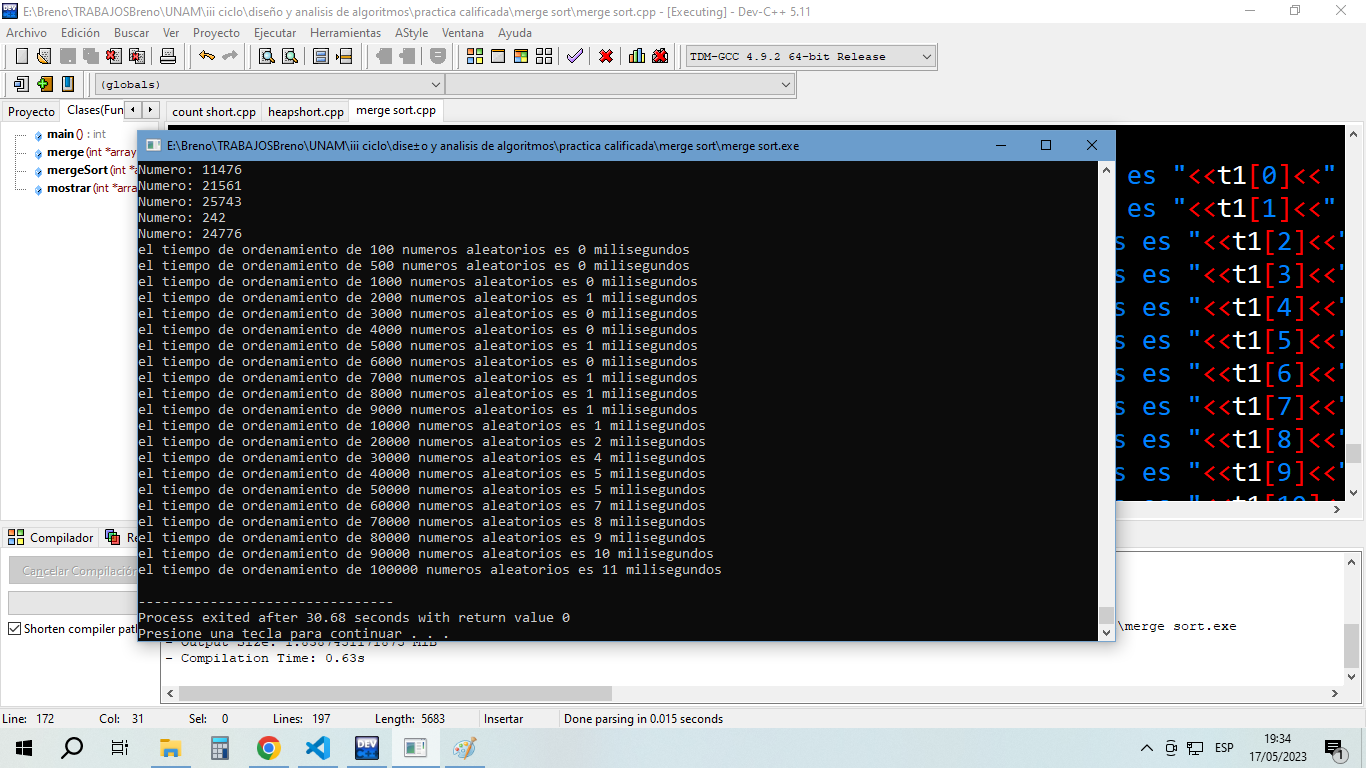 E:\Breno\TRABAJOSBreno\UNAM\iii ciclo\diseño y analisis de algoritmos\practica calificada\merge sort\merge sort.cpp - [Executing] - Dev-C++ 5.11
Archivo Edición Buscar Ver Proyecto Ejecutar Herramientas AStyle Ventana Ayuda
TDM-GCC 4.9.2 64-bit Release
(globals)
Proyecto Clases(Fun count short.cpp heapshort.cpp merge sort.cpp
main() : int
merge (int *array
mergeSort (int *a
mostrar (int *arra
E:\Breno\TRABAJOSBreno\UNAM\iii ciclo\dise±o y analisis de algoritmos\practica calificada\merge sort\merge sort.exe
Numero: 11476
Numero: 21561
Numero: 25743
Numero: 242
Numero: 24776
el tiempo de ordenamiento de 100 numeros aleatorios es 0 milisegundos
el tiempo de ordenamiento de 500 numeros aleatorios es 0 milisegundos
el tiempo de ordenamiento de 1000 numeros aleatorios es 0 milisegundos
el tiempo de ordenamiento de 2000 numeros aleatorios es 1 milisegundos
el tiempo de ordenamiento de 3000 numeros aleatorios es 0 milisegundos
el tiempo de ordenamiento de 4000 numeros aleatorios es 0 milisegundos
el tiempo de ordenamiento de 5000 numeros aleatorios es 1 milisegundos
el tiempo de ordenamiento de 6000 numeros aleatorios es 0 milisegundos
el tiempo de ordenamiento de 7000 numeros aleatorios es 1 milisegundos
el tiempo de ordenamiento de 8000 numeros aleatorios es 1 milisegundos
el tiempo de ordenamiento de 9000 numeros aleatorios es 1 milisegundos
el tiempo de ordenamiento de 10000 numeros aleatorios es 1 milisegundos
el tiempo de ordenamiento de 20000 numeros aleatorios es 2 milisegundos
el tiempo de ordenamiento de 30000 numeros aleatorios es 4 milisegundos
el tiempo de ordenamiento de 40000 numeros aleatorios es 5 milisegundos
el tiempo de ordenamiento de 50000 numeros aleatorios es 5 milisegundos
el tiempo de ordenamiento de 60000 numeros aleatorios es 7 milisegundos
el tiempo de ordenamiento de 70000 numeros aleatorios es 8 milisegundos
el tiempo de ordenamiento de 80000 numeros aleatorios es 9 milisegundos
el tiempo de ordenamiento de 90000 numeros aleatorios es 10 milisegundos
el tiempo de ordenamiento de 100000 numeros aleatorios es 11 milisegundos
--------------------------------
Process exited after 30.68 seconds with return value 0
Presione una tecla para continuar . . .
es "<<t1[0]<<"
es "<<t1[1]<<"
s es "<<t1[2]<<"
s es "<<t1[3]<<"
s es "<<t1[4]<<"
s es "<<t1[5]<<"
s es "<<t1[6]<<"
s es "<<t1[7]<<"
s es "<<t1[8]<<"
s es "<<t1[9]<<"
Compilador Re
Cancelar Compilación
Shorten compiler path
\merge sort.exe
- Compilation Time: 0.63s
Line: 172 Col: 31 Sel: 0 Lines: 197 Length: 5683 Insertar Done parsing in 0.015 seconds
DEV
ESP
19:34
17/05/2023
1